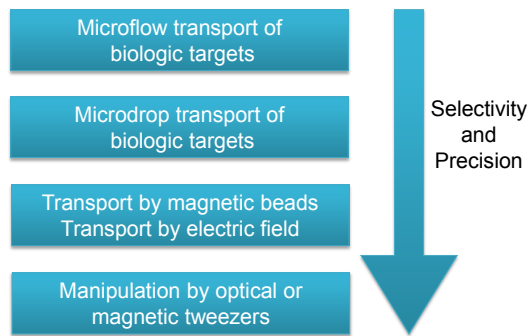 Microflow transport of
biologic targets
Microdrop transport of
biologic targets
Transport by magnetic beads
Transport by electric field
Manipulation by optical or
magnetic tweezers
Selectivity
and
Precision